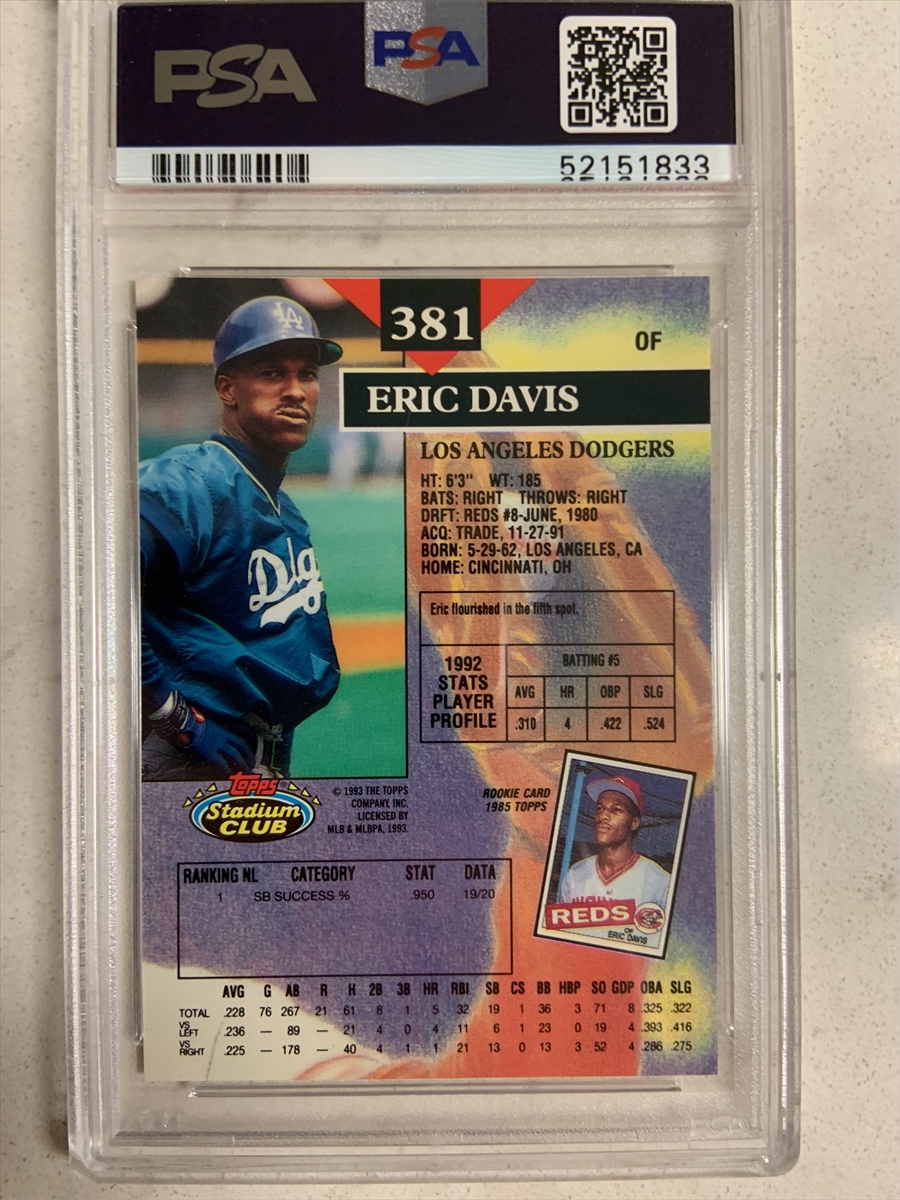 PSA
PSA
52151833
LA
381
OF
ERIC DAVIS
LOS ANGELES DODGERS
HT: 6'3" WT: 185
BATS: RIGHT THROWS: RIGHT
DRFT: REDS #8-JUNE, 1980
ACQ: TRADE, 11-27-91
BORN: 5-29-62, LOS ANGELES, CA
HOME: CINCINNATI, OH
Eric flourished in the fifth spot.
1992
STATS
PLAYER
PROFILE
BATTING #5
AVG HR OBP SLG
.310 4 .422 .524
Topps
Stadium
CLUB
© 1993 THE TOPPS
COMPANY, INC.
LICENSED BY
MLB & MLBPA, 1993.
ROOKIE CARD
1985 TOPPS
REDS
OF
ERIC DAVIS
RANKING NL CATEGORY STAT DATA
1 SB SUCCESS % .950 19/20
AVG G AB R H 2B 3B HR RBI SB CS BB HBP SO GDP OBA SLG
TOTAL .228 76 267 21 61 8 1 5 32 19 1 36 3 71 8 .325 .322
VS LEFT .236 — 89 — 21 4 0 4 11 6 1 23 0 19 4 .393 .416
VS RIGHT .225 — 178 — 40 4 1 1 21 13 0 13 3 52 4 .286 .275